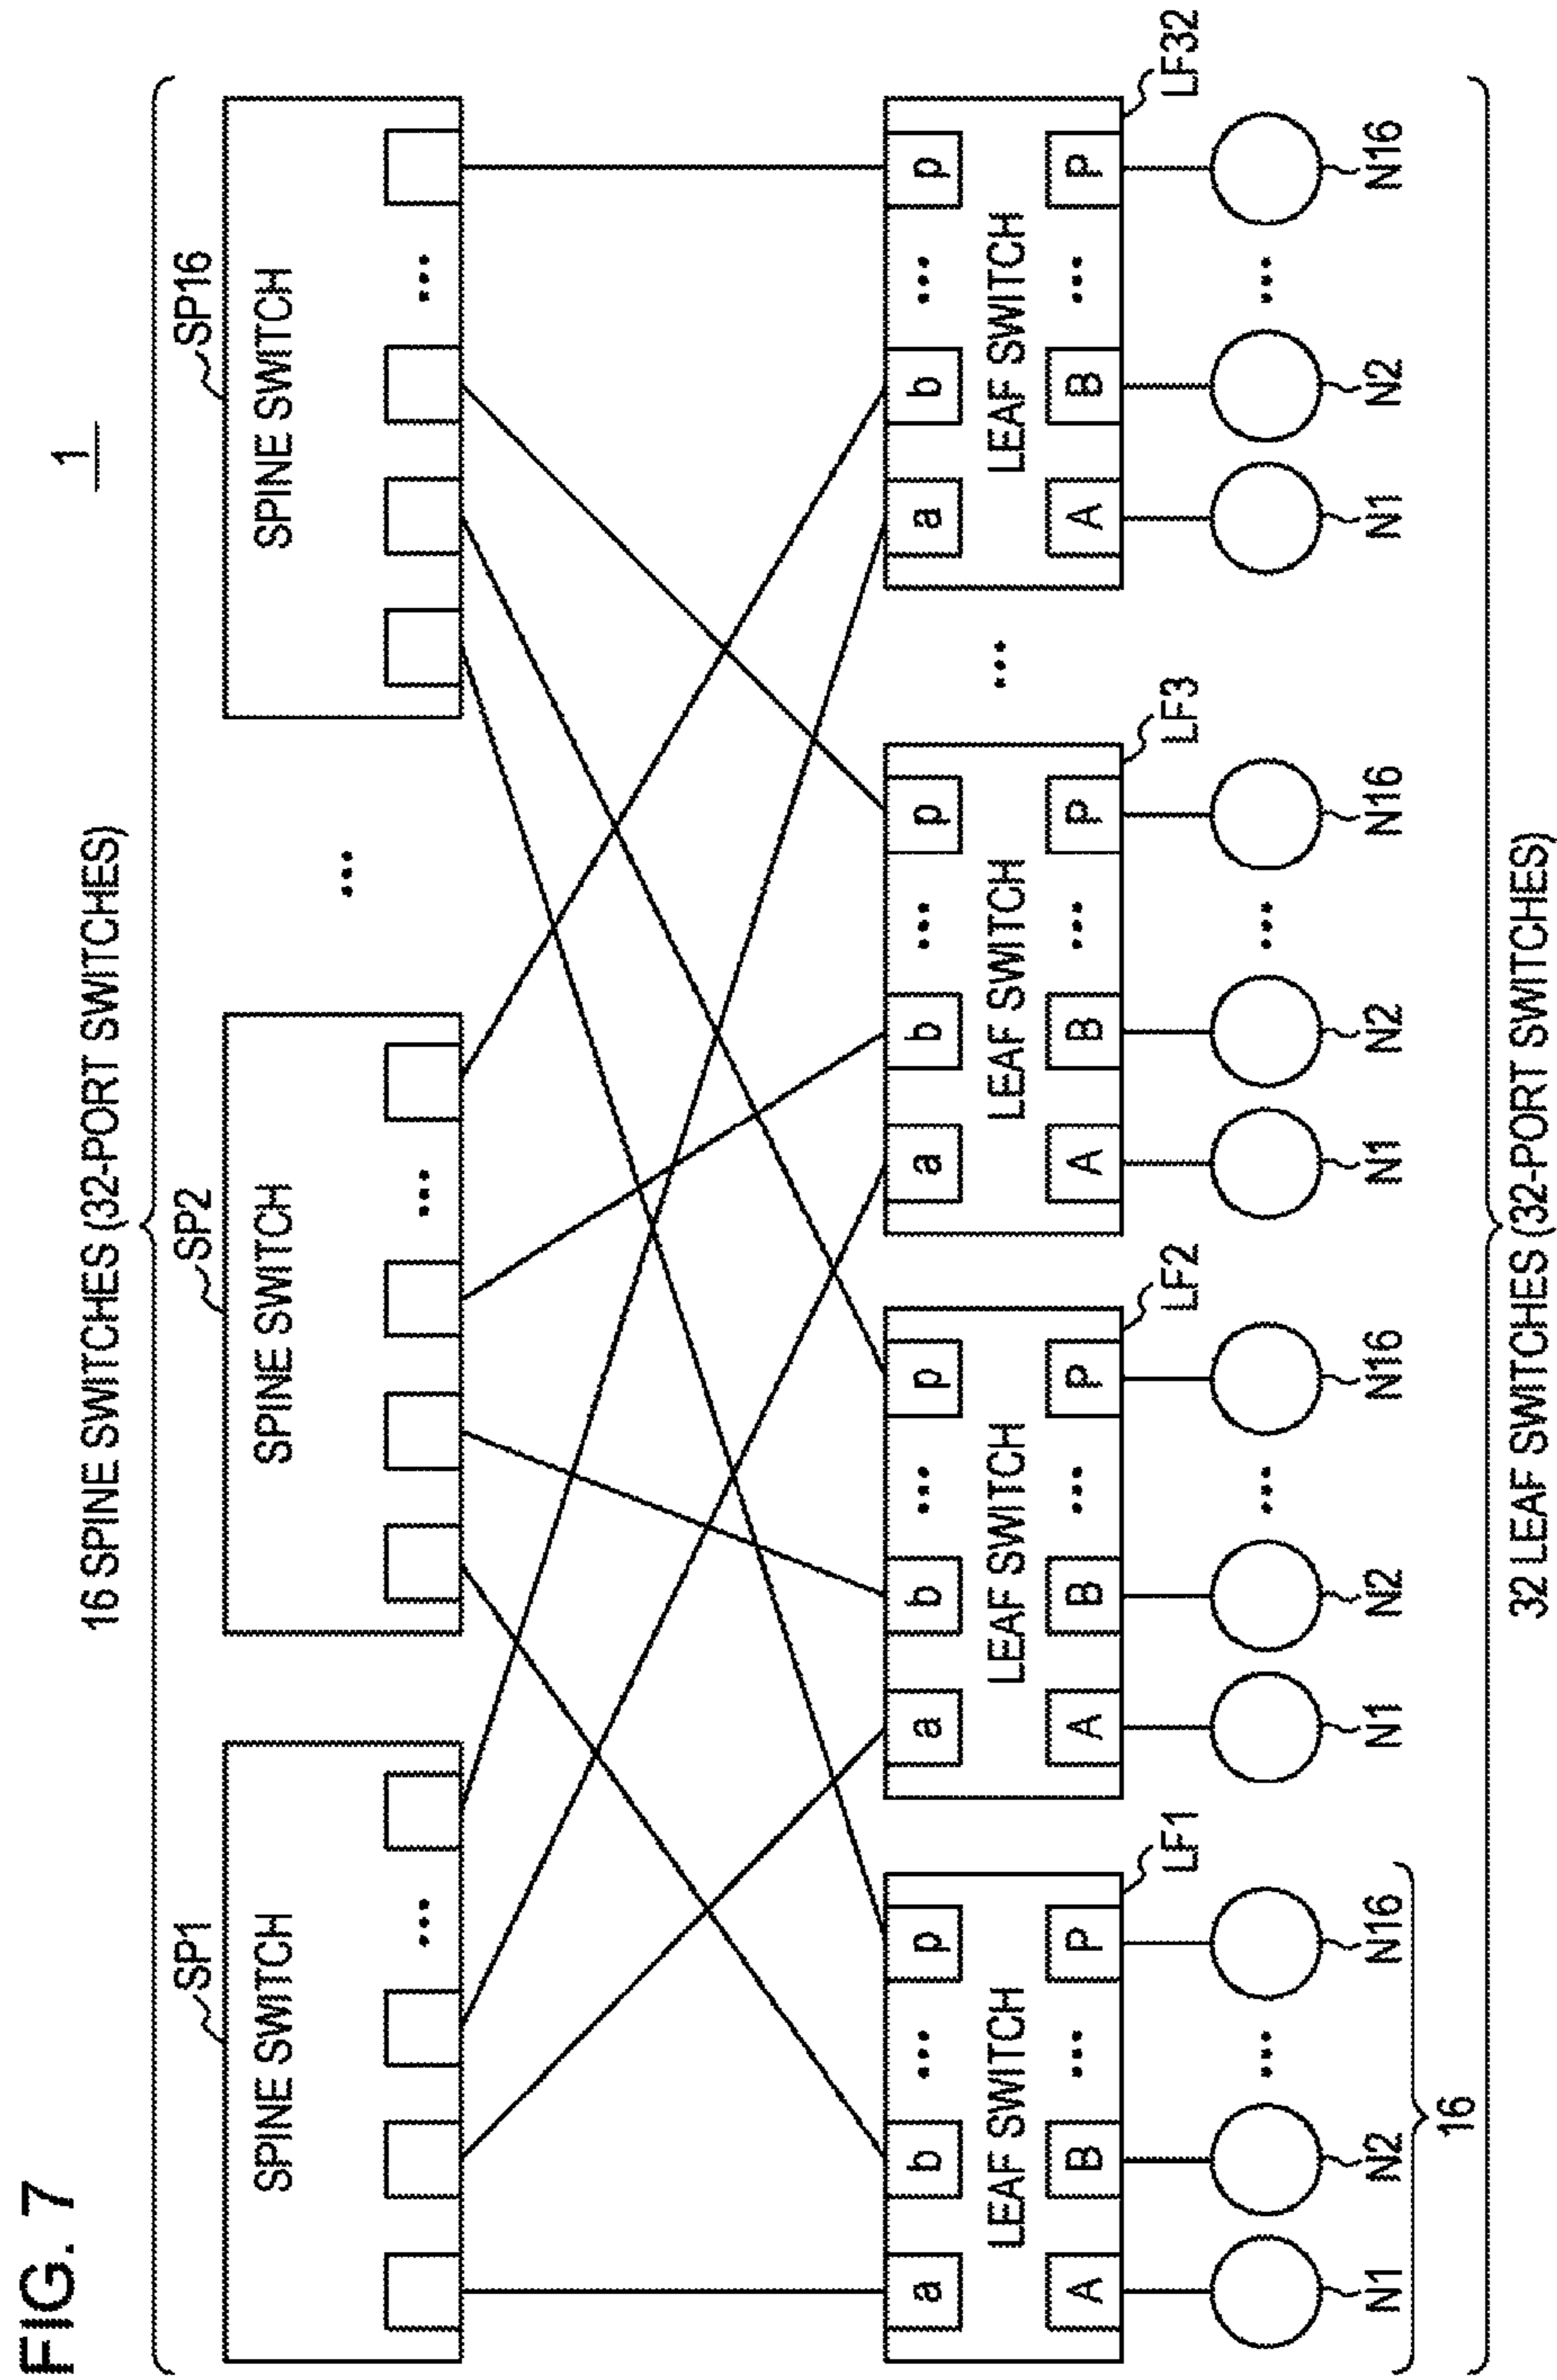 FIG. 7
1
16 SPINE SWITCHES (32-PORT SWITCHES)
SP1 SP2 SP16
SPINE SWITCH SPINE SWITCH ... SPINE SWITCH
... ... ...
a b ... p a b ... p a b ... p a b ... p
LEAF SWITCH LEAF SWITCH LEAF SWITCH ... LEAF SWITCH
A B ... P A B ... P A B ... P A B ... P
LF1 LF2 LF3 LF32
... ... ... ...
N1 N2 N16 N1 N2 N16 N1 N2 N16 N1 N2 N16
16
32 LEAF SWITCHES (32-PORT SWITCHES)